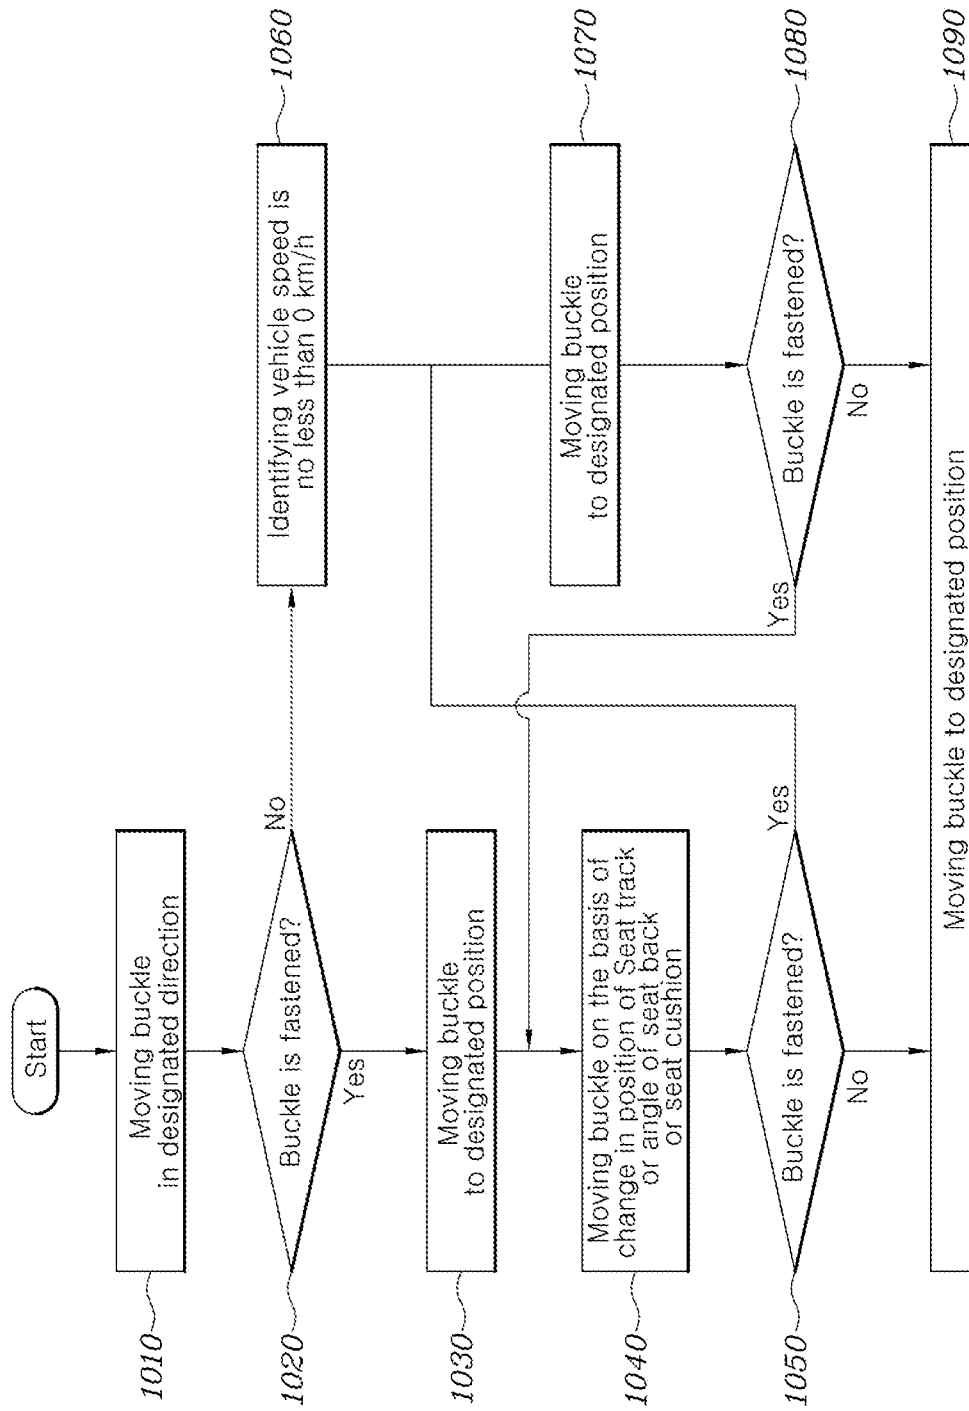 Start
1010
Moving buckle
in designated direction
1020
Buckle is fastened?
No
Yes
1060
Identifying vehicle speed is
no less than 0 km/h
1030
Moving buckle
to designated position
1070
Moving buckle
to designated position
1040
Moving buckle on the basis of
change in position of Seat track
or angle of seat back
or seat cushion
1050
Buckle is fastened?
Yes
No
1080
Buckle is fastened?
Yes
No
1090
Moving buckle to designated position